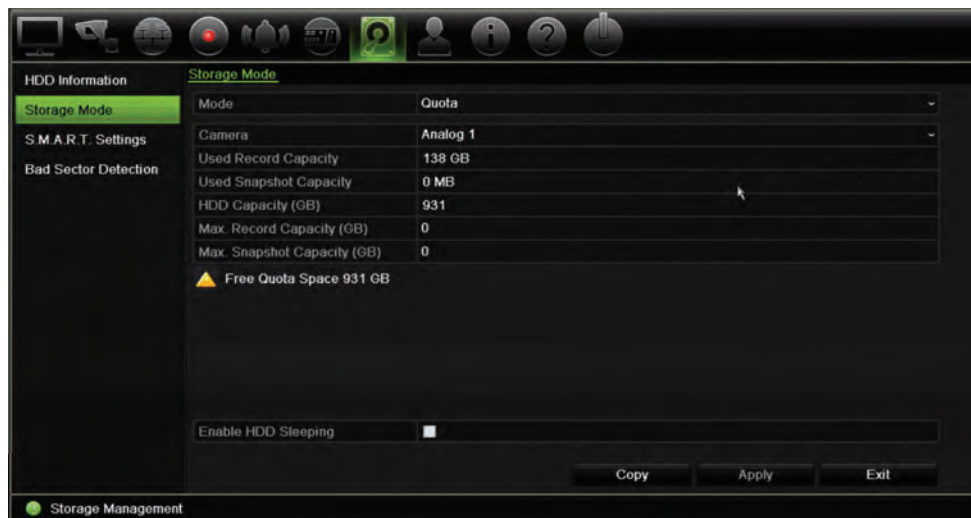 HDD Information
Storage Mode
S.M.A.R.T. Settings
Bad Sector Detection
Storage Mode
Mode Quota
Camera Analog 1
Used Record Capacity 138 GB
Used Snapshot Capacity 0 MB
HDD Capacity (GB) 931
Max. Record Capacity (GB) 0
Max. Snapshot Capacity (GB) 0
Free Quota Space 931 GB
Enable HDD Sleeping
Copy Apply Exit
Storage Management